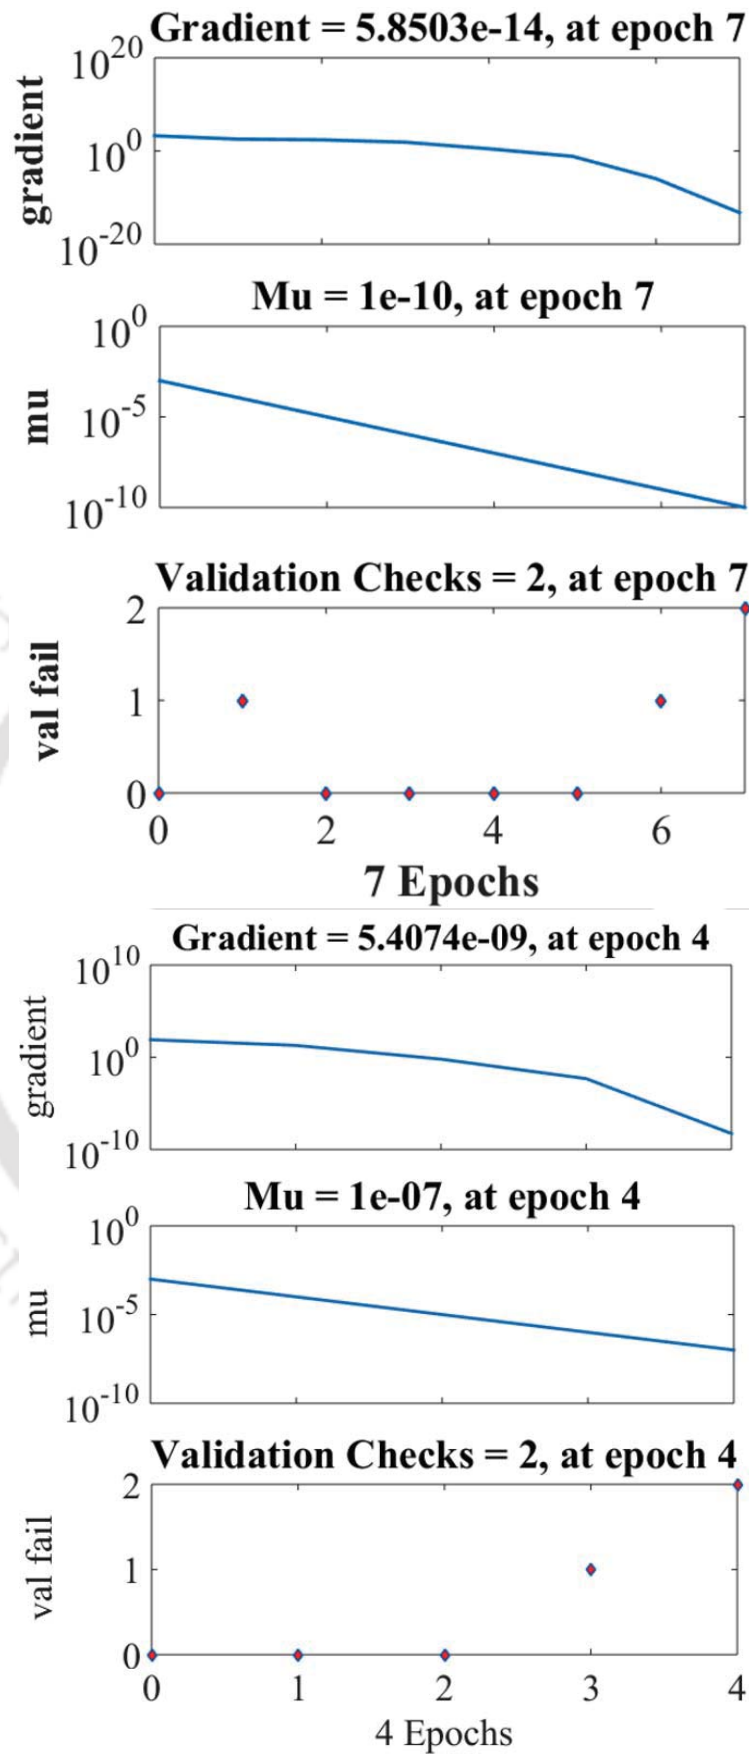 Gradient = 5.8503e-14, at epoch 7
10^20
10^0
10^-20
gradient
Mu = 1e-10, at epoch 7
10^0
10^-5
10^-10
mu
Validation Checks = 2, at epoch 7
2
1
0
val fail
0 2 4 6
7 Epochs
Gradient = 5.4074e-09, at epoch 4
10^10
10^0
10^-10
gradient
Mu = 1e-07, at epoch 4
10^0
10^-5
10^-10
mu
Validation Checks = 2, at epoch 4
2
1
0
val fail
0 1 2 3 4
4 Epochs